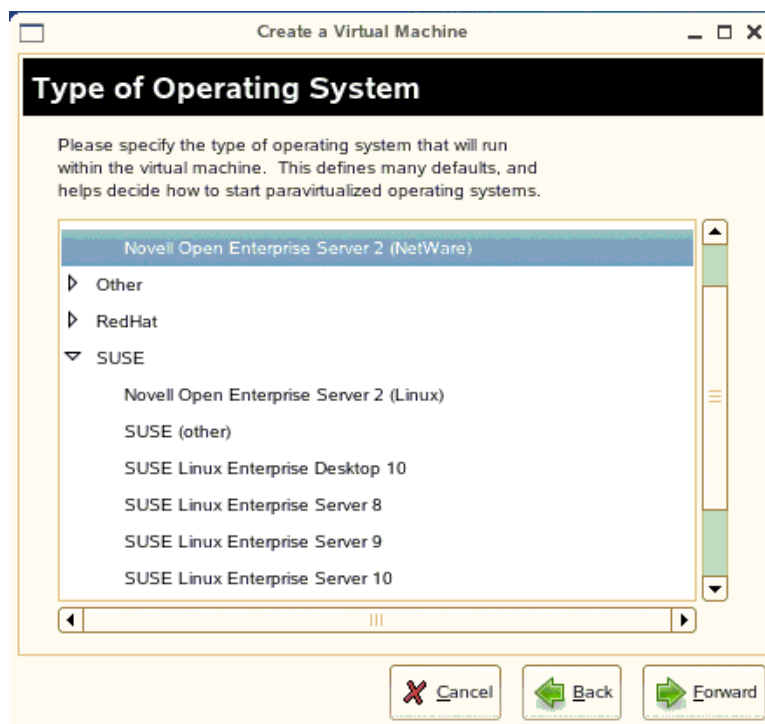 Create a Virtual Machine
Type of Operating System
Please specify the type of operating system that will run
within the virtual machine. This defines many defaults, and
helps decide how to start paravirtualized operating systems.
Novell Open Enterprise Server 2 (NetWare)
Other
RedHat
SUSE
Novell Open Enterprise Server 2 (Linux)
SUSE (other)
SUSE Linux Enterprise Desktop 10
SUSE Linux Enterprise Server 8
SUSE Linux Enterprise Server 9
SUSE Linux Enterprise Server 10
Cancel Back Forward